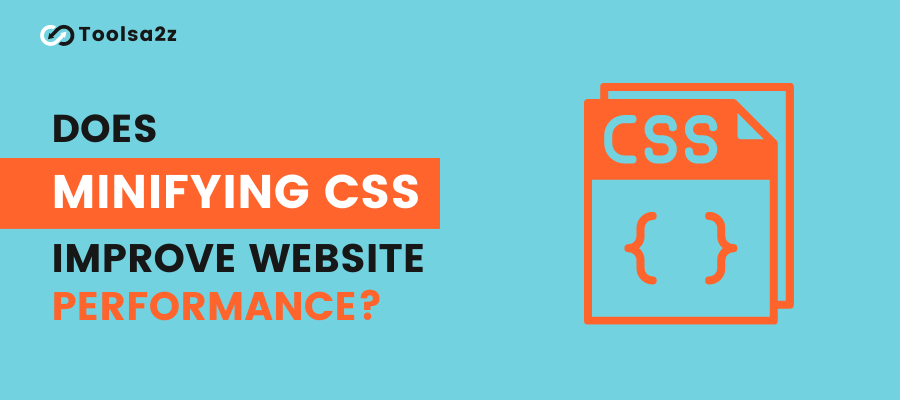 Toolsa2z
DOES
MINIFYING CSS
IMPROVE WEBSITE
PERFORMANCE?
CSS
{ }